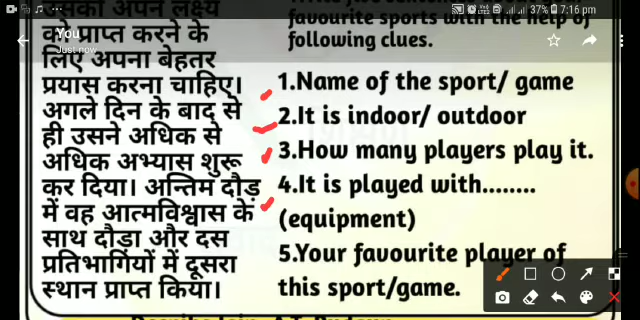 37% 7:16 pm
You
Just now
को प्राप्त करने के
लिए अपना बेहतर
प्रयास करना चाहिए।
अगले दिन के बाद से
ही उसने अधिक से
अधिक अभ्यास शुरू
कर दिया। अन्तिम दौड़
में वह आत्मविश्वास के
साथ दौड़ा और दस
प्रतिभागियों में दूसरा
स्थान प्राप्त किया।
favourite sports with the help of
following clues.
1.Name of the sport/ game
2.It is indoor/ outdoor
3.How many players play it.
4.It is played with........
(equipment)
5.Your favourite player of
this sport/game.